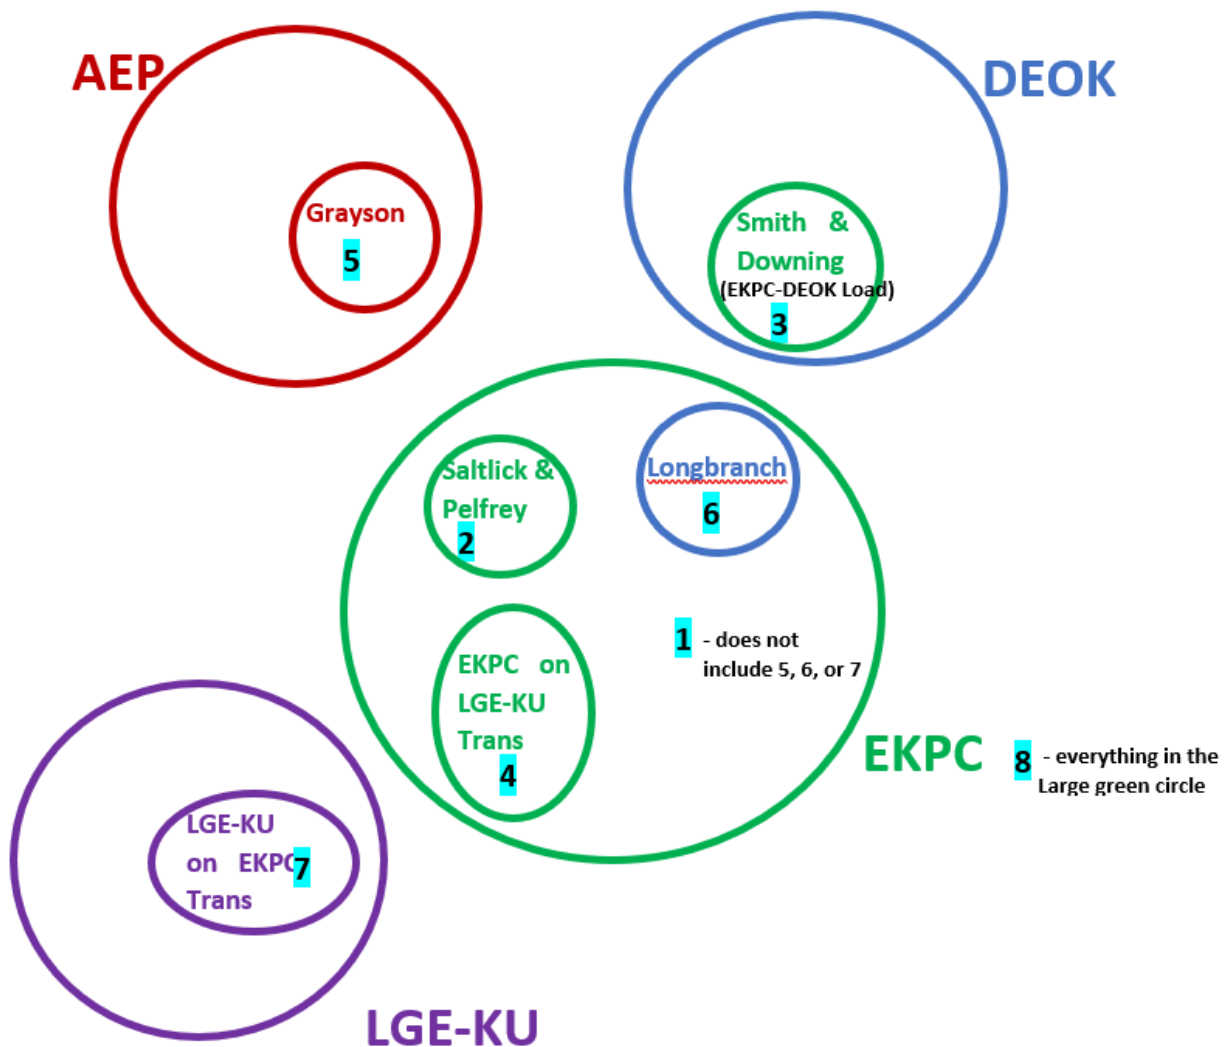 AEP
DEOK
Grayson
5
Smith & 
Downing
(EKPC-DEOK Load)
3
Saltlick &
Pelfrey
2
Longbranch
6
1 - does not
include 5, 6, or 7
EKPC on
LGE-KU
Trans
4
EKPC
8 - everything in the
Large green circle
LGE-KU
on EKPC
7
Trans
LGE-KU